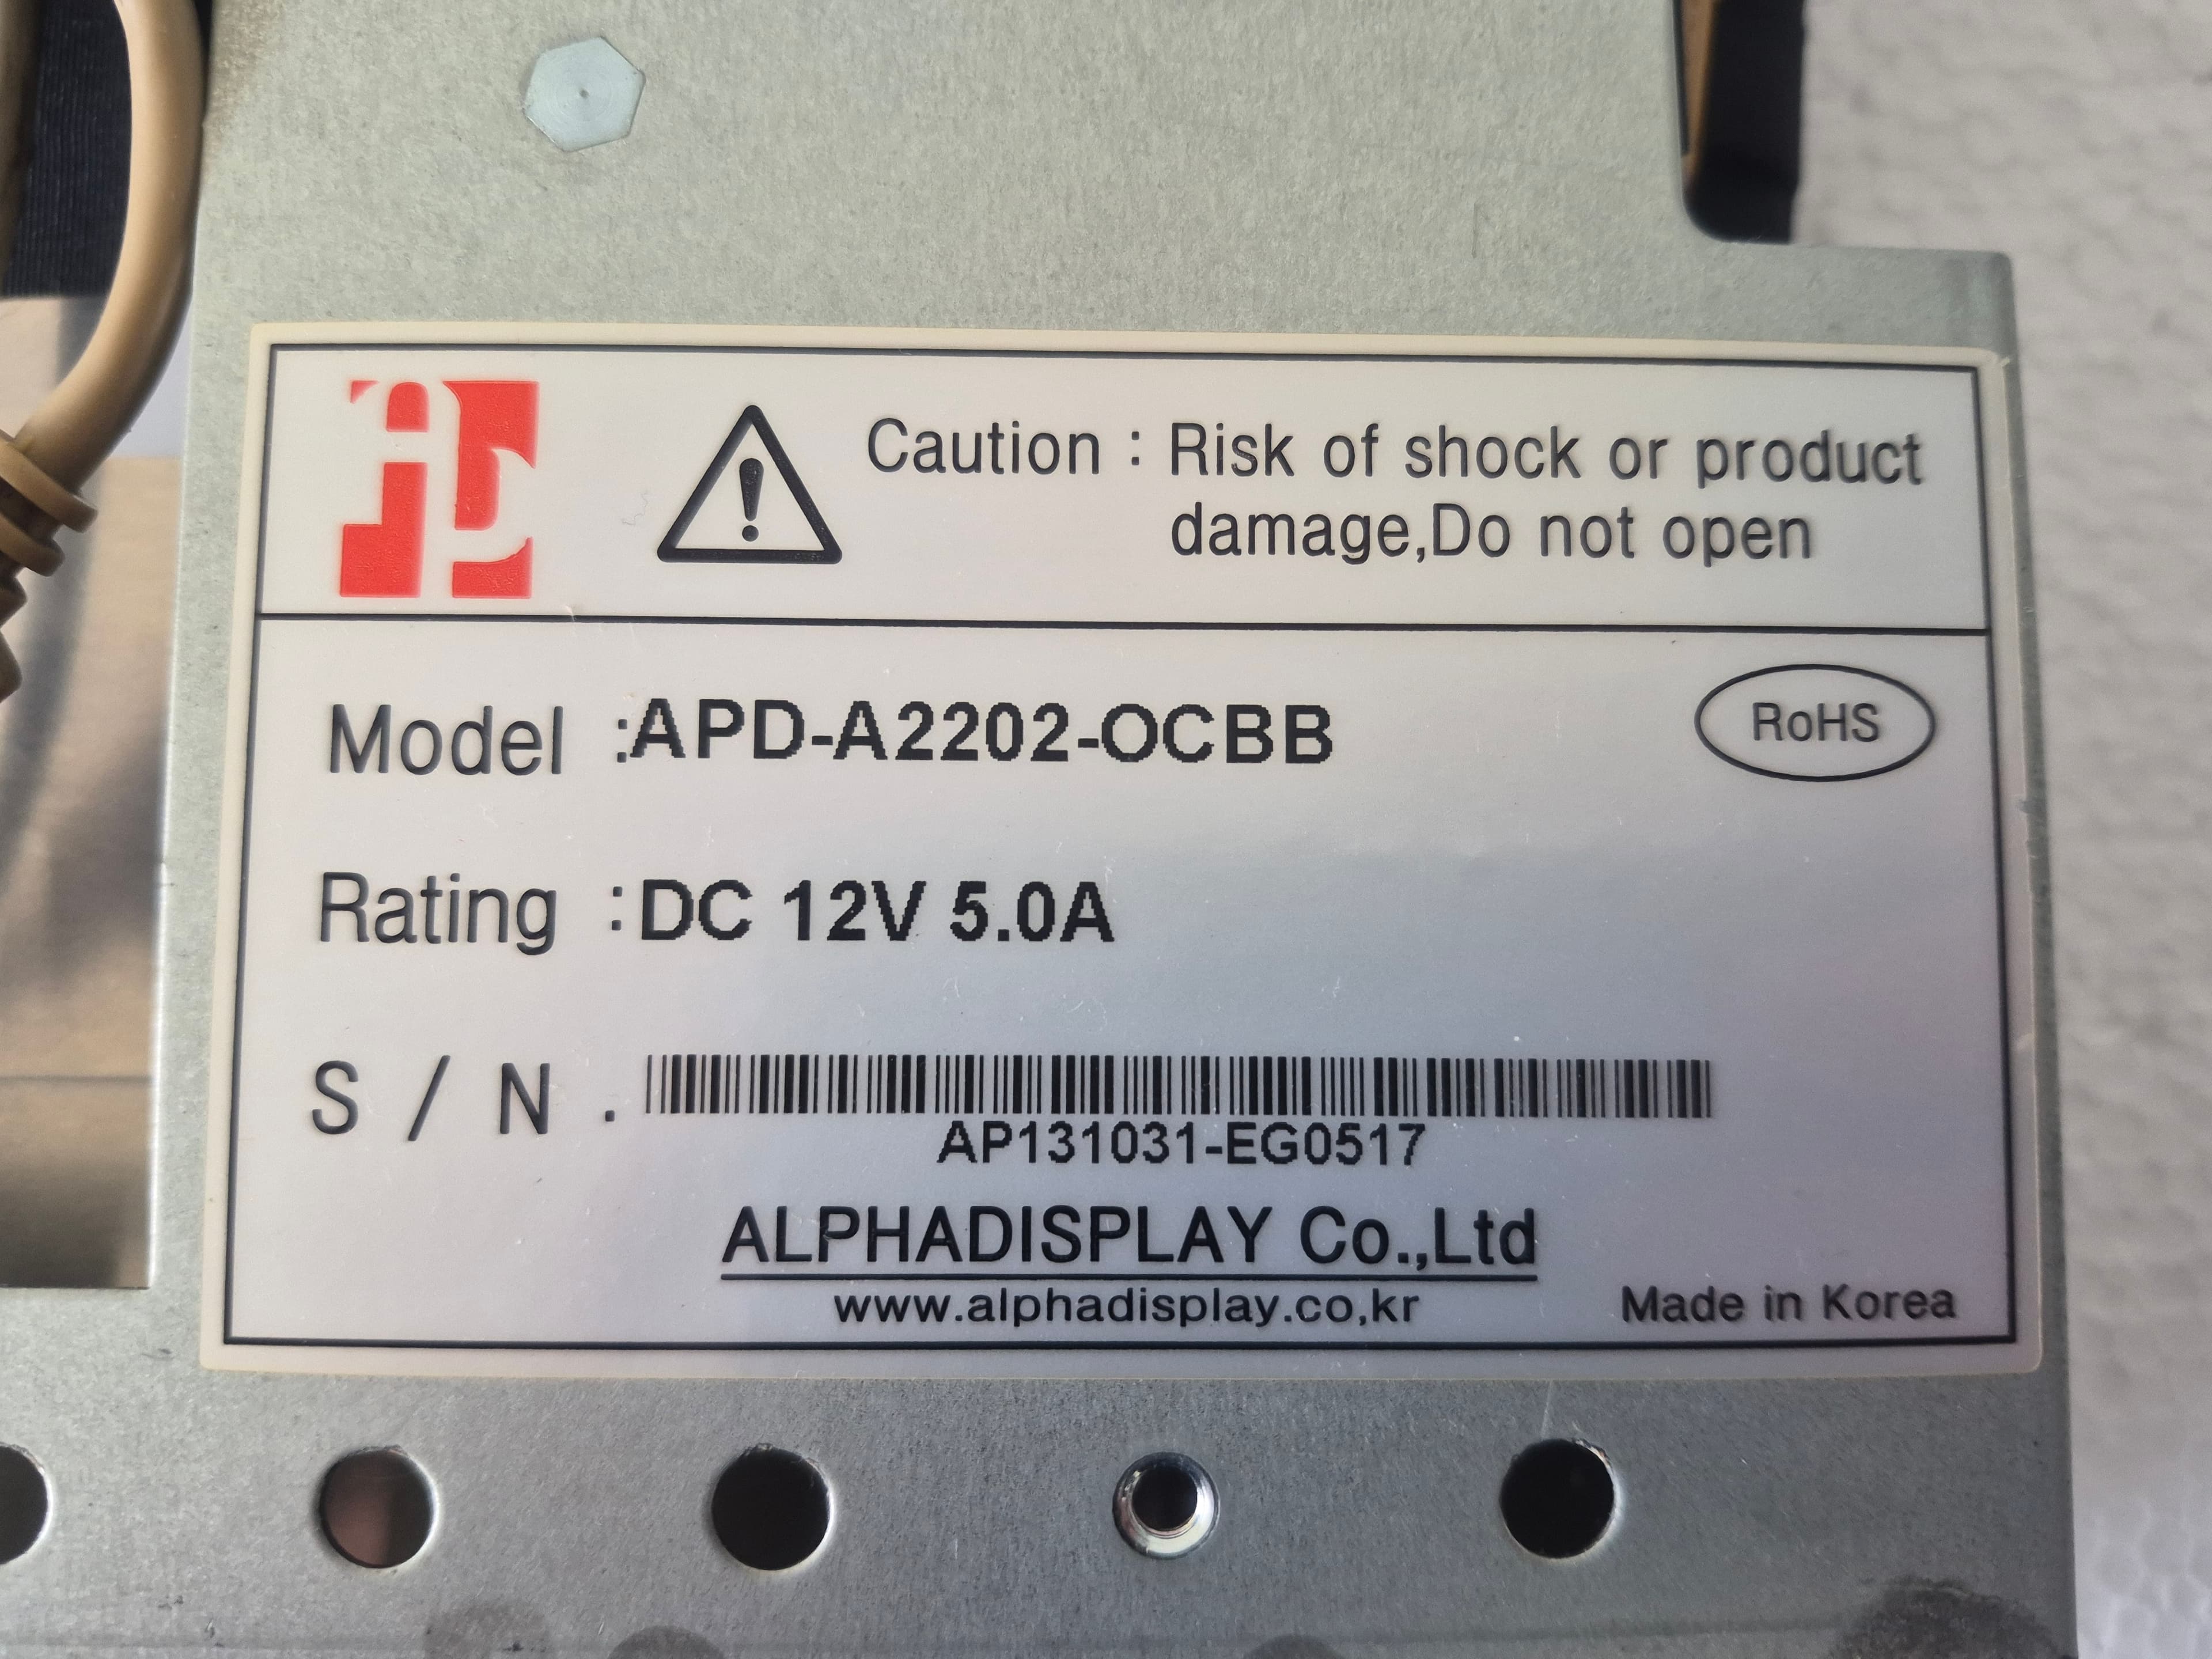 Caution : Risk of shock or product
damage,Do not open
Model :APD-A2202-OCBB
RoHS
Rating :DC 12V 5.0A
S / N .
AP131031-EG0517
ALPHADISPLAY Co.,Ltd
www.alphadisplay.co,kr
Made in Korea